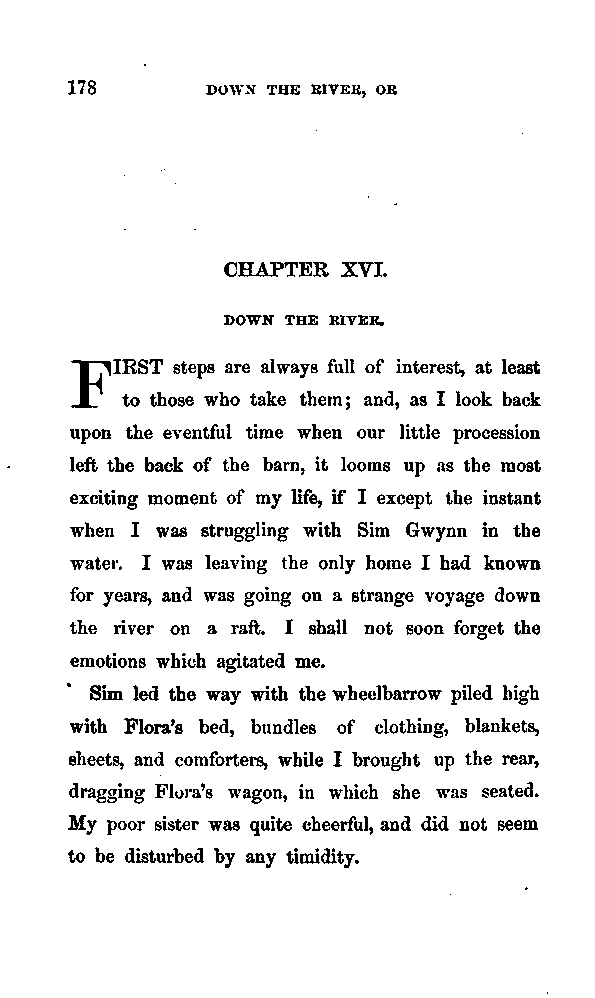 178 DOWN THE RIVER, OR
CHAPTER XVI.
DOWN THE RIVER.
FIRST steps are always full of interest, at least
to those who take them; and, as I look back
upon the eventful time when our little procession
left the back of the barn, it looms up as the most
exciting moment of my life, if I except the instant
when I was struggling with Sim Gwynn in the
water. I was leaving the only home I had known
for years, and was going on a strange voyage down
the river on a raft. I shall not soon forget the
emotions which agitated me.
Sim led the way with the wheelbarrow piled high
with Flora's bed, bundles of clothing, blankets,
sheets, and comforters, while I brought up the rear,
dragging Flora's wagon, in which she was seated.
My poor sister was quite cheerful, and did not seem
to be disturbed by any timidity.